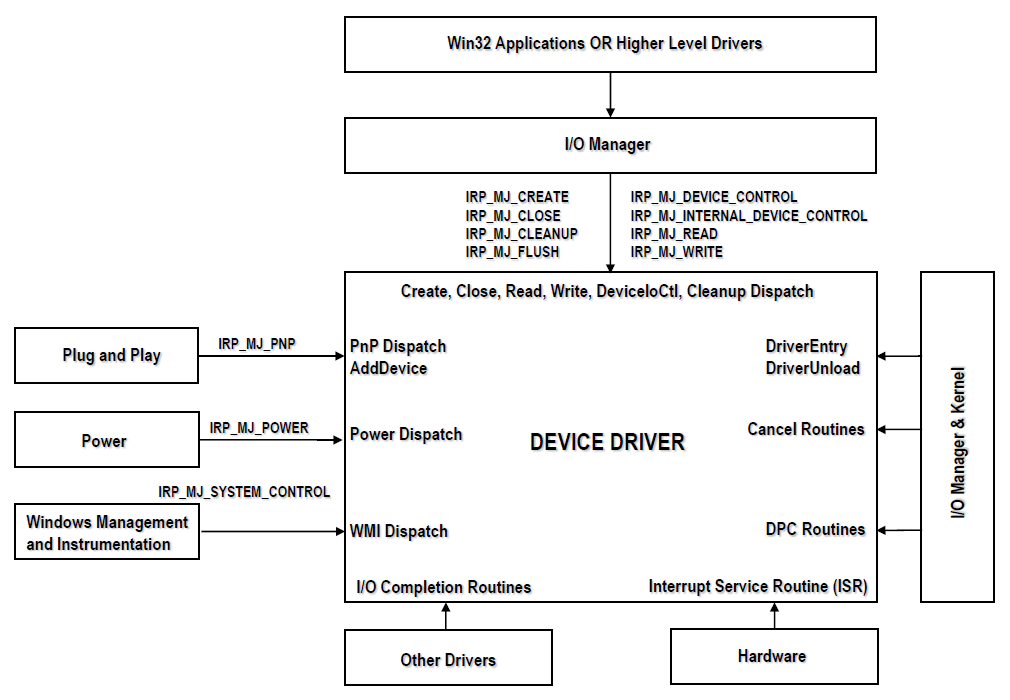 Win32 Applications OR Higher Level Drivers
I/O Manager
IRP_MJ_CREATE
IRP_MJ_CLOSE
IRP_MJ_CLEANUP
IRP_MJ_FLUSH
IRP_MJ_DEVICE_CONTROL
IRP_MJ_INTERNAL_DEVICE_CONTROL
IRP_MJ_READ
IRP_MJ_WRITE
Create, Close, Read, Write, DeviceIoCtl, Cleanup Dispatch
Plug and Play
IRP_MJ_PNP
PnP Dispatch
AddDevice
DriverEntry
DriverUnload
Power
IRP_MJ_POWER
Power Dispatch
DEVICE DRIVER
Cancel Routines
I/O Manager & Kernel
IRP_MJ_SYSTEM_CONTROL
Windows Management
and Instrumentation
WMI Dispatch
DPC Routines
I/O Completion Routines
Interrupt Service Routine (ISR)
Other Drivers
Hardware